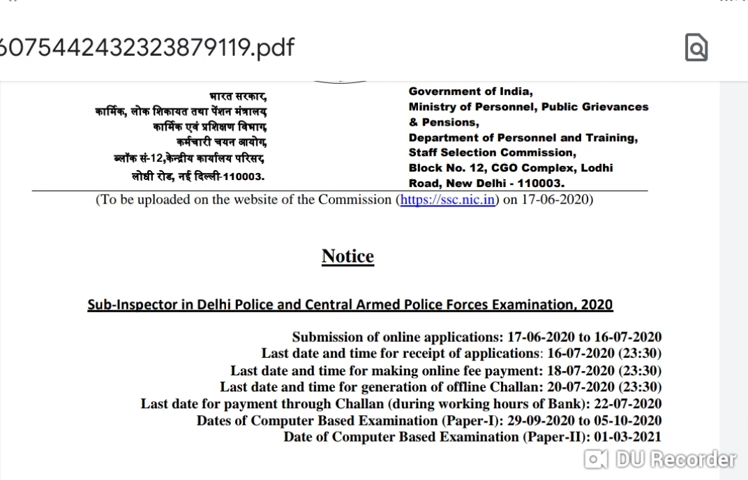 6075442432323879119.pdf
भारत सरकार,
कार्मिक, लोक शिकायत तथा पेंशन मंत्रालय,
कार्मिक एवं प्रशिक्षण विभाग,
कर्मचारी चयन आयोग,
ब्लॉक सं-12,केन्द्रीय कार्यालय परिसर,
लोधी रोड, नई दिल्ली-110003.
Government of India,
Ministry of Personnel, Public Grievances
& Pensions,
Department of Personnel and Training,
Staff Selection Commission,
Block No. 12, CGO Complex, Lodhi
Road, New Delhi - 110003.
(To be uploaded on the website of the Commission (https://ssc.nic.in) on 17-06-2020)
Notice
Sub-Inspector in Delhi Police and Central Armed Police Forces Examination, 2020
Submission of online applications: 17-06-2020 to 16-07-2020
Last date and time for receipt of applications: 16-07-2020 (23:30)
Last date and time for making online fee payment: 18-07-2020 (23:30)
Last date and time for generation of offline Challan: 20-07-2020 (23:30)
Last date for payment through Challan (during working hours of Bank): 22-07-2020
Dates of Computer Based Examination (Paper-I): 29-09-2020 to 05-10-2020
Date of Computer Based Examination (Paper-II): 01-03-2021
DU Recorder